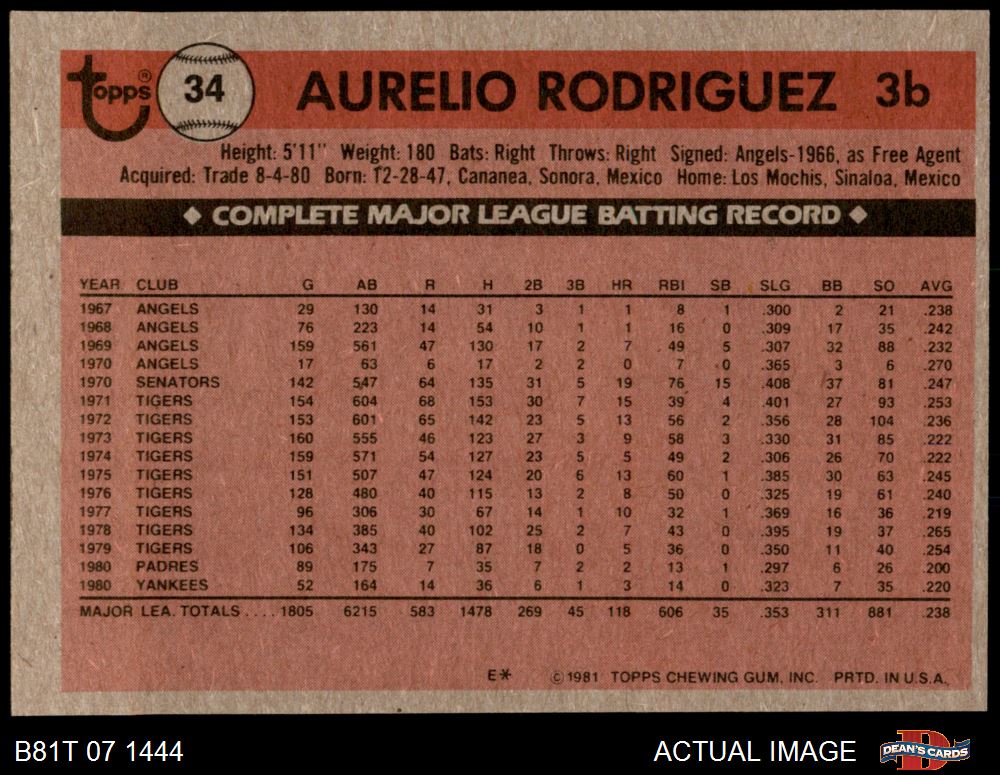 Topps® 34 AURELIO RODRIGUEZ 3b
Height: 5'11" Weight: 180 Bats: Right Throws: Right Signed: Angels-1966, as Free Agent
Acquired: Trade 8-4-80 Born: 12-28-47, Cananea, Sonora, Mexico Home: Los Mochis, Sinaloa, Mexico
◆ COMPLETE MAJOR LEAGUE BATTING RECORD ◆
YEAR CLUB G AB R H 2B 3B HR RBI SB SLG BB SO AVG
1967 ANGELS 29 130 14 31 3 1 1 8 1 .300 2 21 .238
1968 ANGELS 76 223 14 54 10 1 1 16 0 .309 17 35 .242
1969 ANGELS 159 561 47 130 17 2 7 49 5 .307 32 88 .232
1970 ANGELS 17 63 6 17 2 2 0 7 0 .365 3 6 .270
1970 SENATORS 142 547 64 135 31 5 19 76 15 .408 37 81 .247
1971 TIGERS 154 604 68 153 30 7 15 39 4 .401 27 93 .253
1972 TIGERS 153 601 65 142 23 5 13 56 2 .356 28 104 .236
1973 TIGERS 160 555 46 123 27 3 9 58 3 .330 31 85 .222
1974 TIGERS 159 571 54 127 23 5 5 49 2 .306 26 70 .222
1975 TIGERS 151 507 47 124 20 6 13 60 1 .385 30 63 .245
1976 TIGERS 128 480 40 115 13 2 8 50 0 .325 19 61 .240
1977 TIGERS 96 306 30 67 14 1 10 32 1 .369 16 36 .219
1978 TIGERS 134 385 40 102 25 2 7 43 0 .395 19 37 .265
1979 TIGERS 106 343 27 87 18 0 5 36 0 .350 11 40 .254
1980 PADRES 89 175 7 35 7 2 2 13 1 .297 6 26 .200
1980 YANKEES 52 164 14 36 6 1 3 14 0 .323 7 35 .220
MAJOR LEA. TOTALS .... 1805 6215 583 1478 269 45 118 606 35 .353 311 881 .238
E* ©1981 TOPPS CHEWING GUM, INC. PRTD. IN U.S.A.
B81T 07 1444 ACTUAL IMAGE DEAN'S CARDS